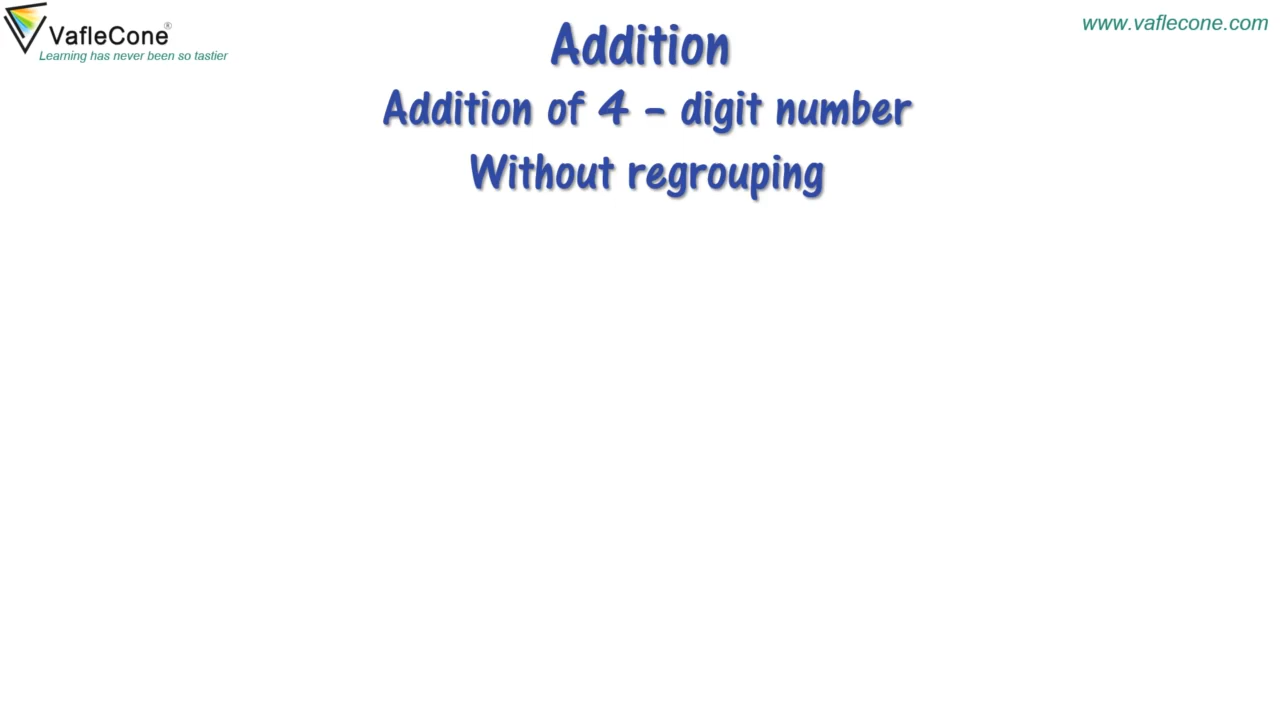 VafleCone®
Learning has never been so tastier
www.vaflecone.com
Addition
Addition of 4 – digit number
Without regrouping